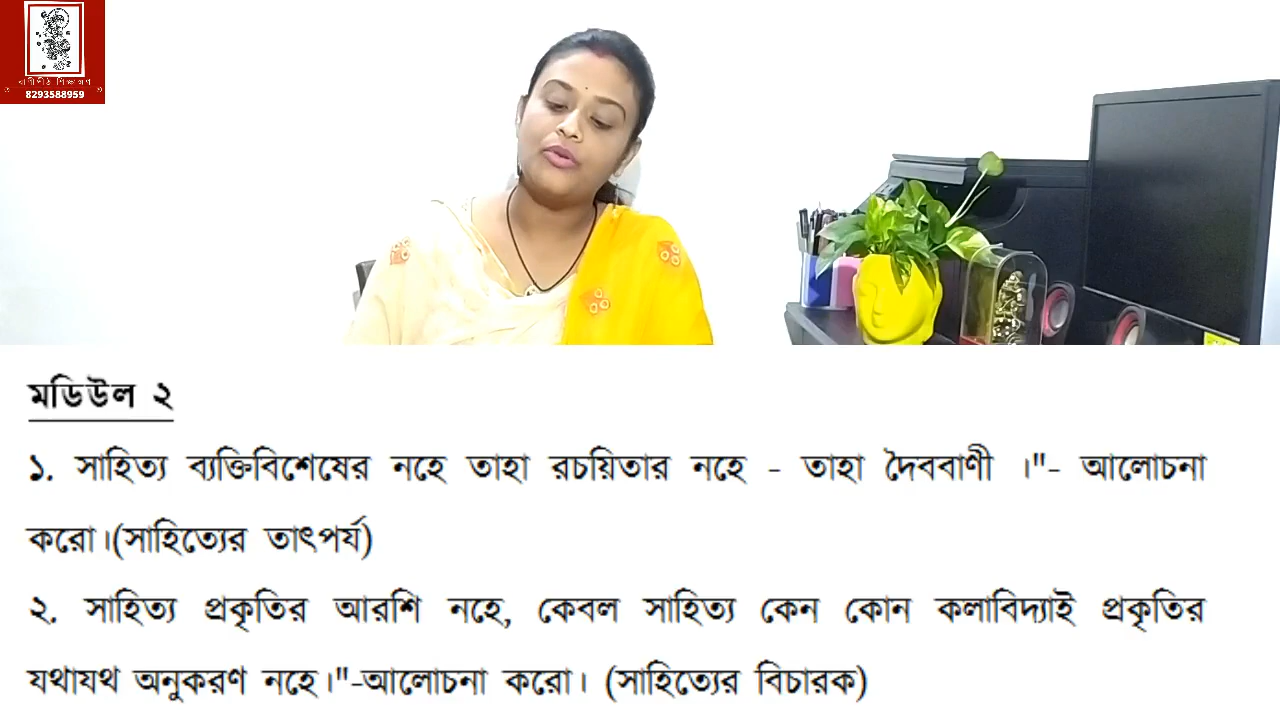 বাণীপীঠ শিক্ষাঙ্গণ
8293588959
মডিউল ২
১. সাহিত্য ব্যক্তিবিশেষের নহে তাহা রচয়িতার নহে - তাহা দৈববাণী ।"- আলোচনা
করো।(সাহিত্যের তাৎপর্য)
২. সাহিত্য প্রকৃতির আরশি নহে, কেবল সাহিত্য কেন কোন কলাবিদ্যাই প্রকৃতির
যথাযথ অনুকরণ নহে।"-আলোচনা করো। (সাহিত্যের বিচারক)